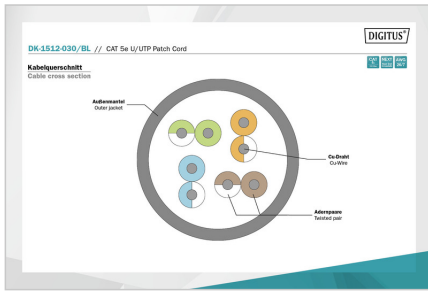 DIGITUS®
DK-1512-030/BL // CAT 5e U/UTP Patch Cord
Kabelquerschnitt
Cable cross section
Außenmantel
Outer jacket
Cu-Draht
Cu-Wire
Adernpaare
Twisted pair